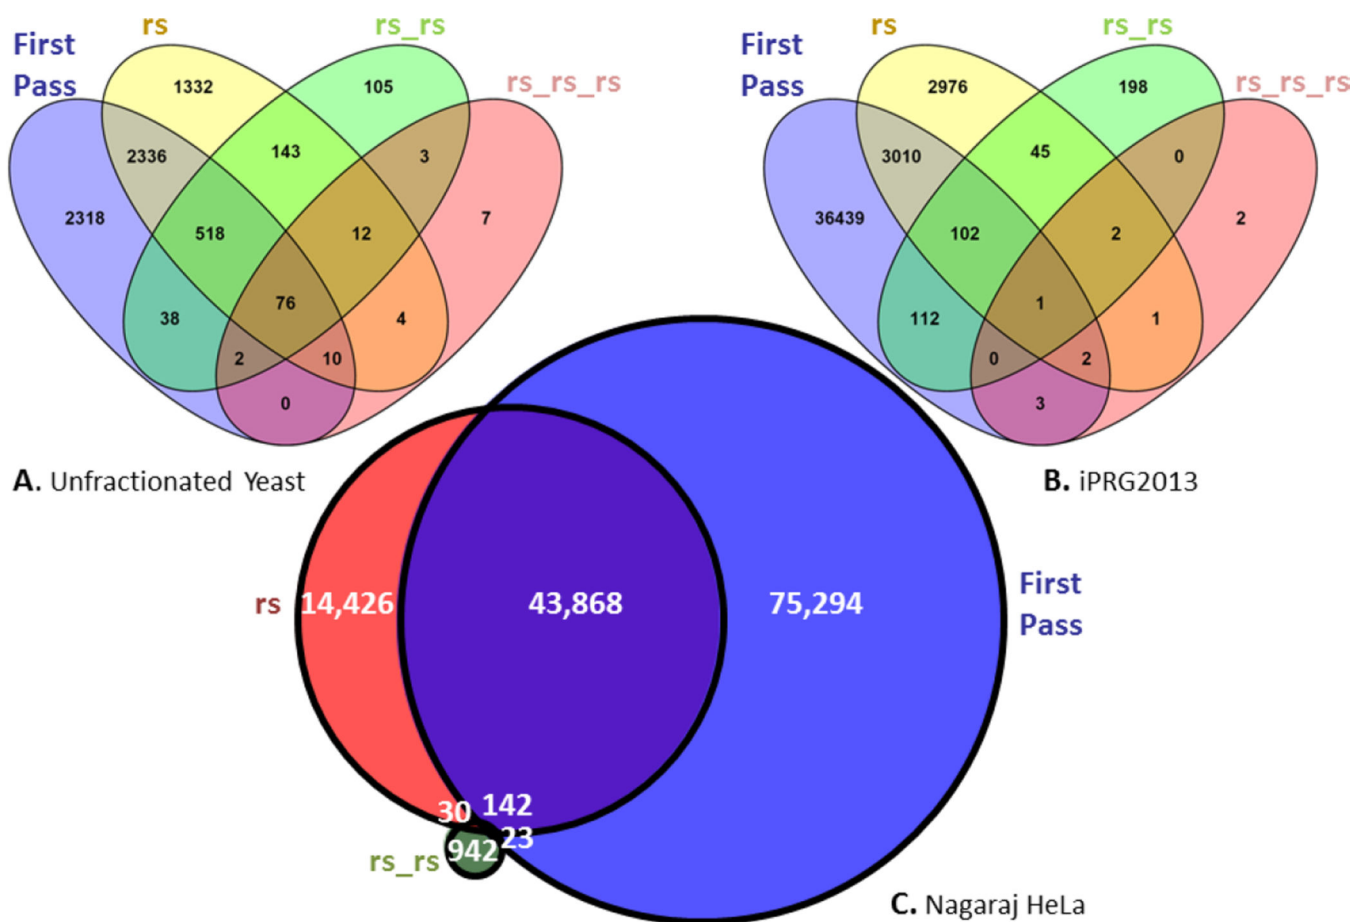 rs
rs_rs
First
Pass
rs_rs_rs
1332
105
2336
143
3
2318
518
12
7
76
38
4
2
10
0
A. Unfractionated Yeast
rs
rs_rs
First
Pass
rs_rs_rs
2976
198
3010
45
0
36439
102
2
2
1
112
1
0
2
3
B. iPRG2013
rs
14,426
43,868
75,294
First
Pass
30
142
23
942
rs_rs
C. Nagaraj HeLa